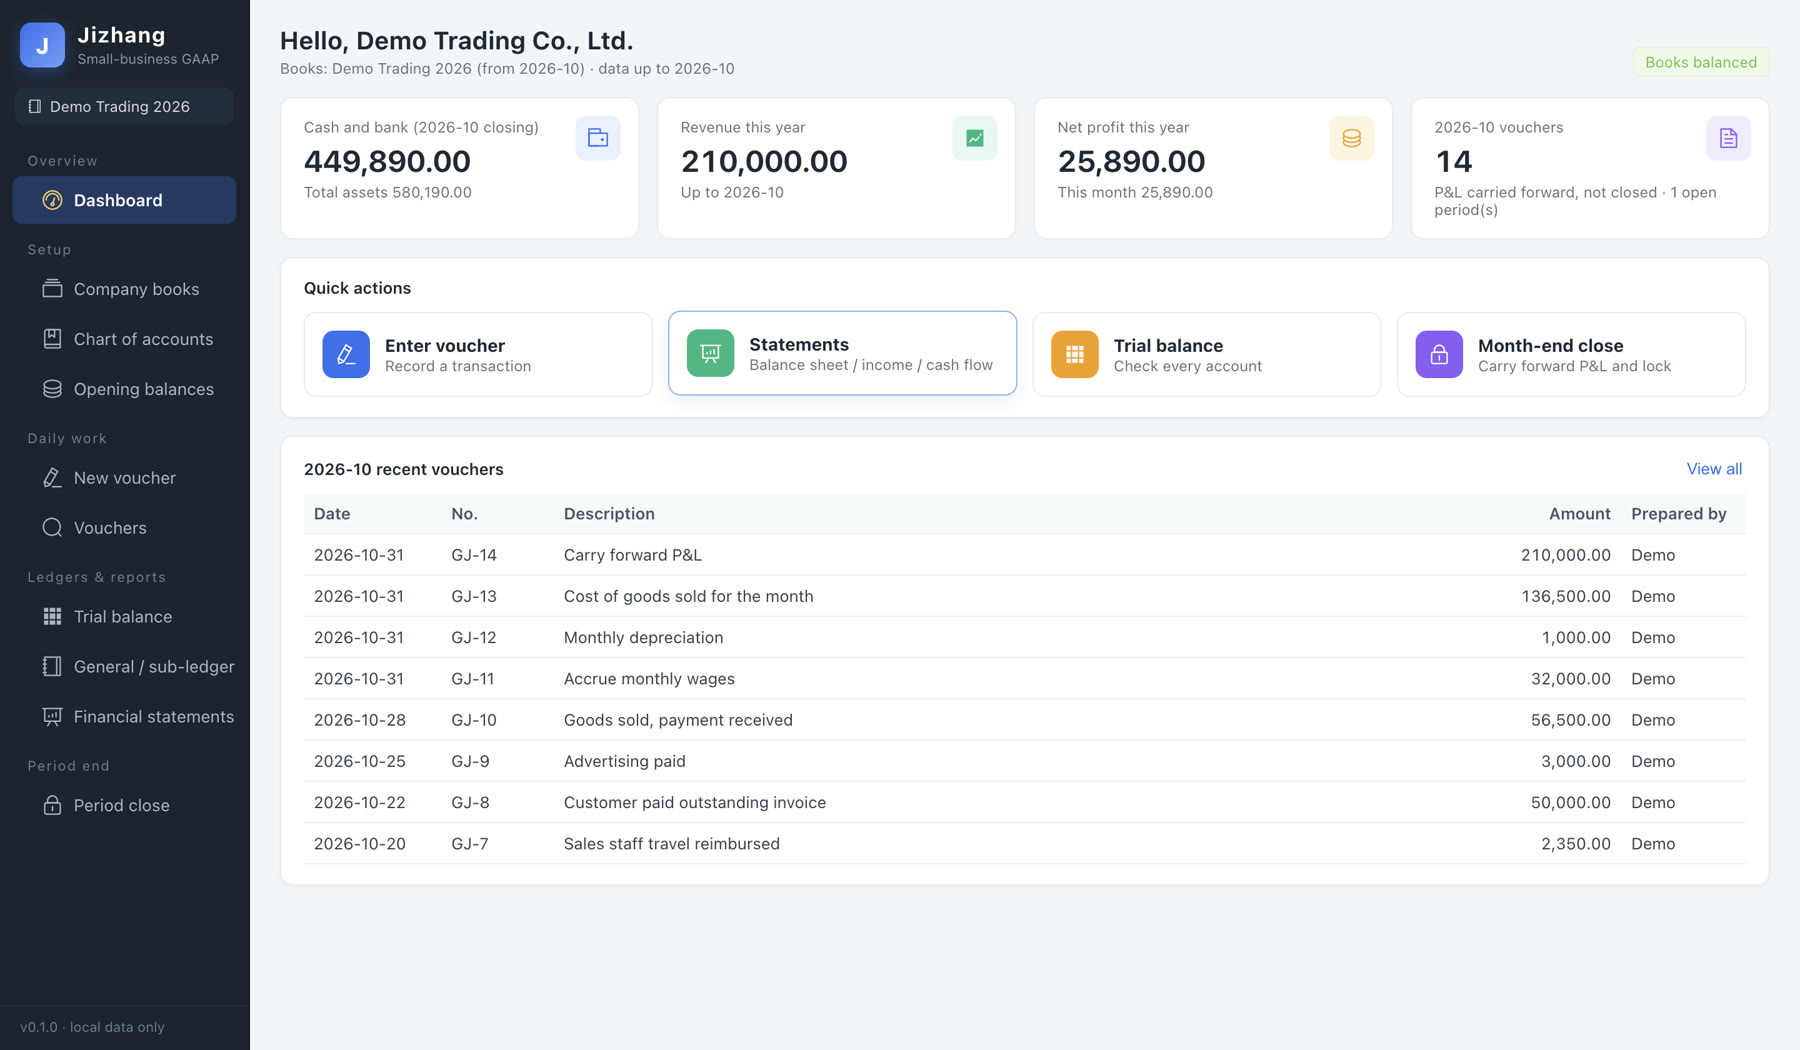 J
Jizhang
Small-business GAAP
Demo Trading 2026
Overview
Dashboard
Setup
Company books
Chart of accounts
Opening balances
Daily work
New voucher
Vouchers
Ledgers & reports
Trial balance
General / sub-ledger
Financial statements
Period end
Period close
v0.1.0 · local data only
Hello, Demo Trading Co., Ltd.
Books: Demo Trading 2026 (from 2026-10) · data up to 2026-10
Books balanced
Cash and bank (2026-10 closing)
449,890.00
Total assets 580,190.00
Revenue this year
210,000.00
Up to 2026-10
Net profit this year
25,890.00
This month 25,890.00
2026-10 vouchers
14
P&L carried forward, not closed · 1 open
period(s)
Quick actions
Enter voucher
Record a transaction
Statements
Balance sheet / income / cash flow
Trial balance
Check every account
Month-end close
Carry forward P&L and lock
2026-10 recent vouchers View all
Date No. Description Amount Prepared by
2026-10-31 GJ-14 Carry forward P&L 210,000.00 Demo
2026-10-31 GJ-13 Cost of goods sold for the month 136,500.00 Demo
2026-10-31 GJ-12 Monthly depreciation 1,000.00 Demo
2026-10-31 GJ-11 Accrue monthly wages 32,000.00 Demo
2026-10-28 GJ-10 Goods sold, payment received 56,500.00 Demo
2026-10-25 GJ-9 Advertising paid 3,000.00 Demo
2026-10-22 GJ-8 Customer paid outstanding invoice 50,000.00 Demo
2026-10-20 GJ-7 Sales staff travel reimbursed 2,350.00 Demo